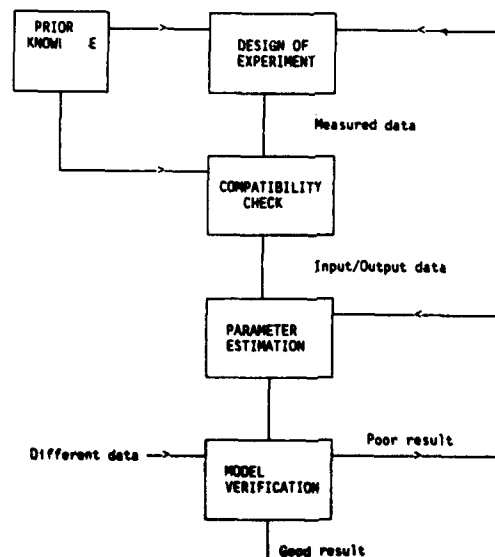 PRIOR
DESIGN OF
EXPERIMENT
Measured data
COMPATIBILITY
CHECK
Input/Output data
PARAMETER
ESTIMATION
Poor result
Different data
MODEL
VERIFICATION
Good result